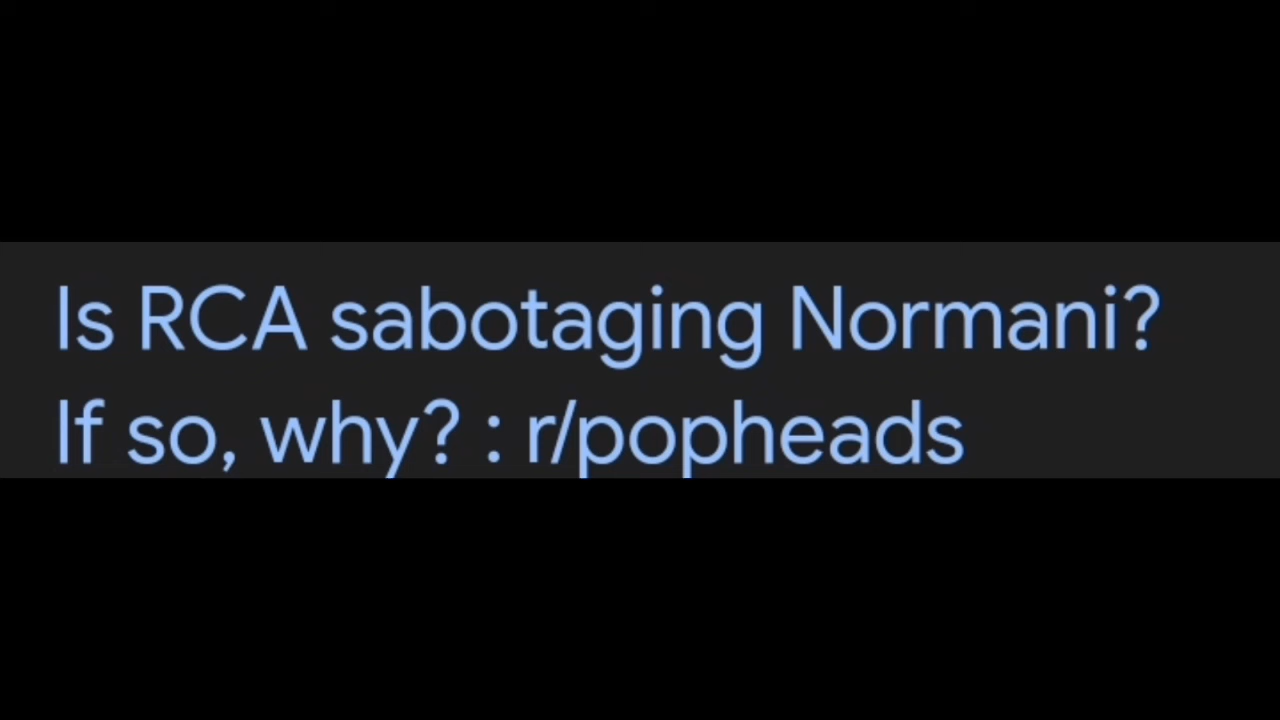 Is RCA sabotaging Normani?
If so, why? : r/popheads